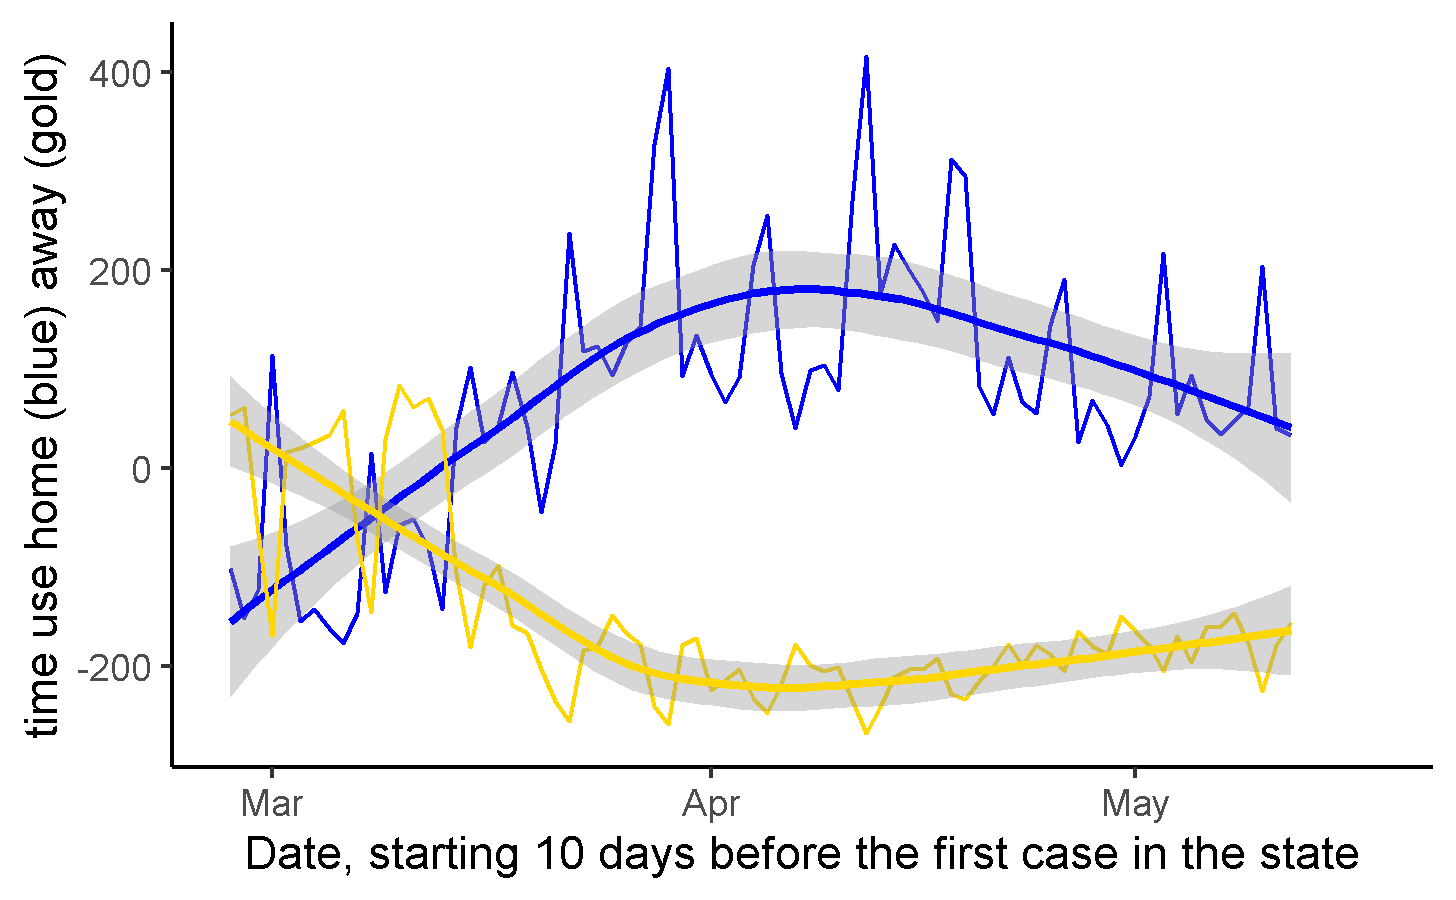 time use home (blue) away (gold)
400
200
0
-200
Mar Apr May
Date, starting 10 days before the first case in the state